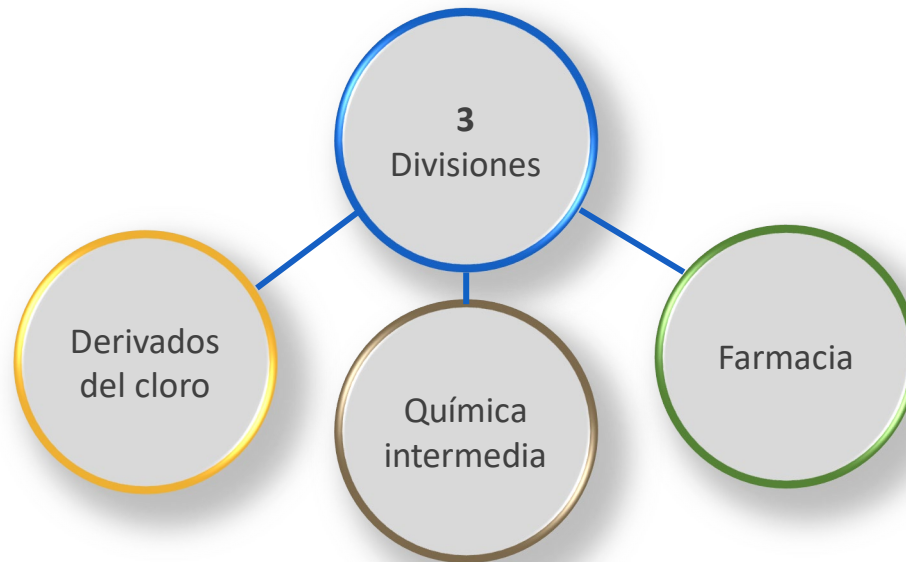 3
Divisiones
Derivados
del cloro
Química
intermedia
Farmacia